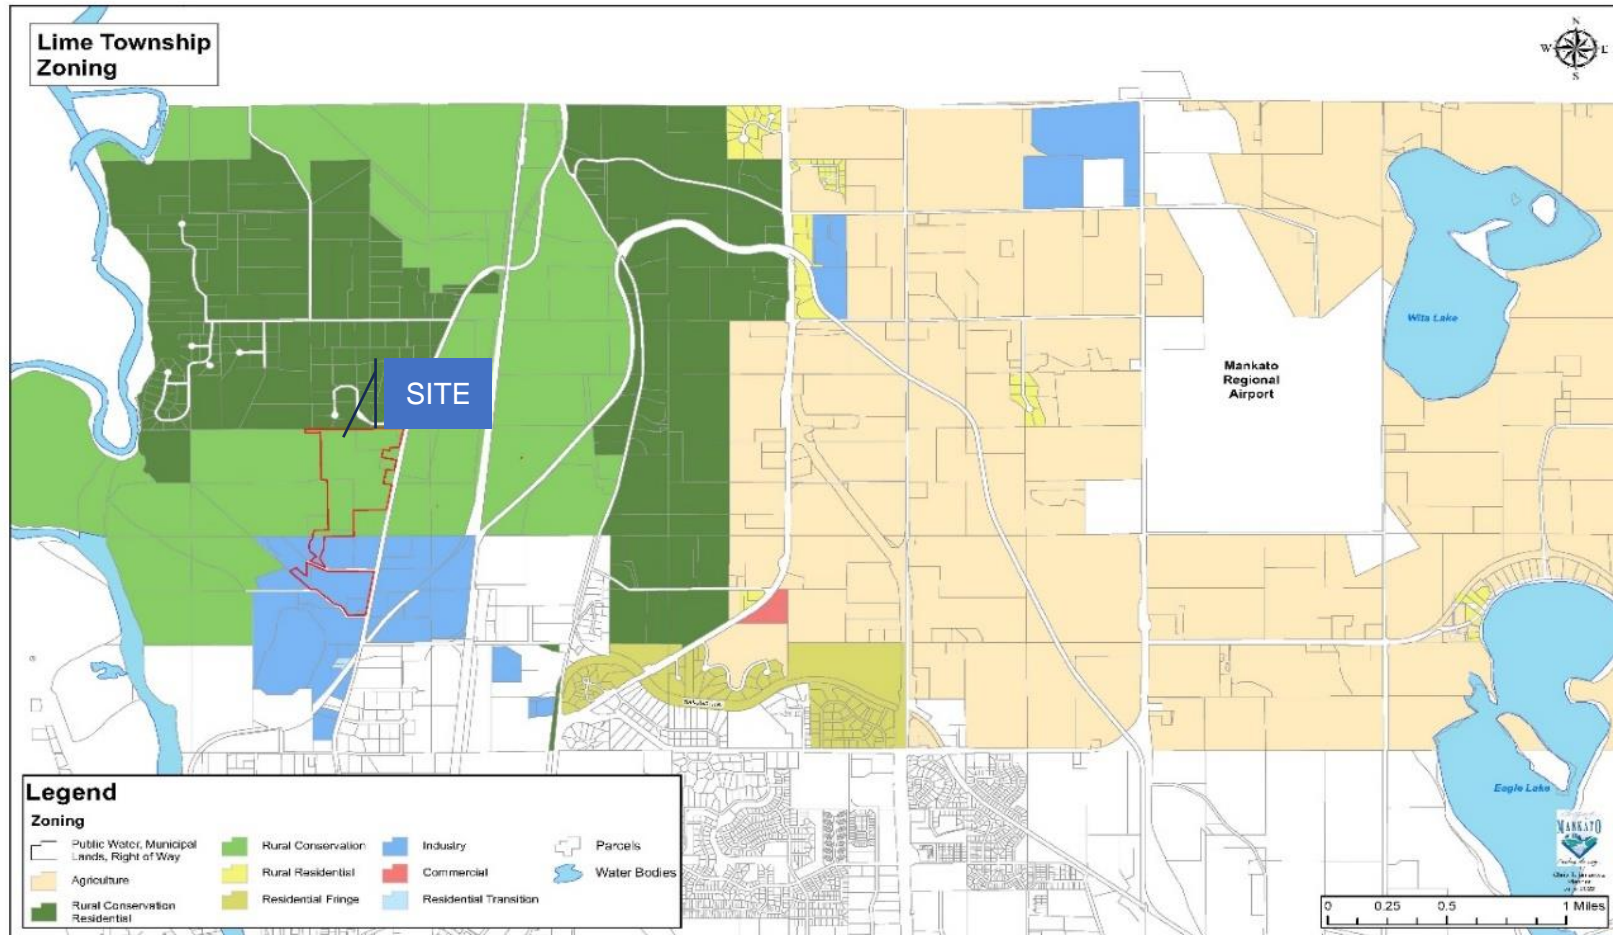 Lime Township
Zoning
N
W
E
S
SITE
Wita Lake
Mankato
Regional
Airport
Eagle Lake
MANKATO
Legend
Zoning
Public Water, Municipal
Lands, Right of Way
Agriculture
Rural Conservation
Residential
Rural Conservation
Rural Residential
Residential Fringe
Industry
Commercial
Residential Transition
Parcels
Water Bodies
0 0.25 0.5 1 Miles